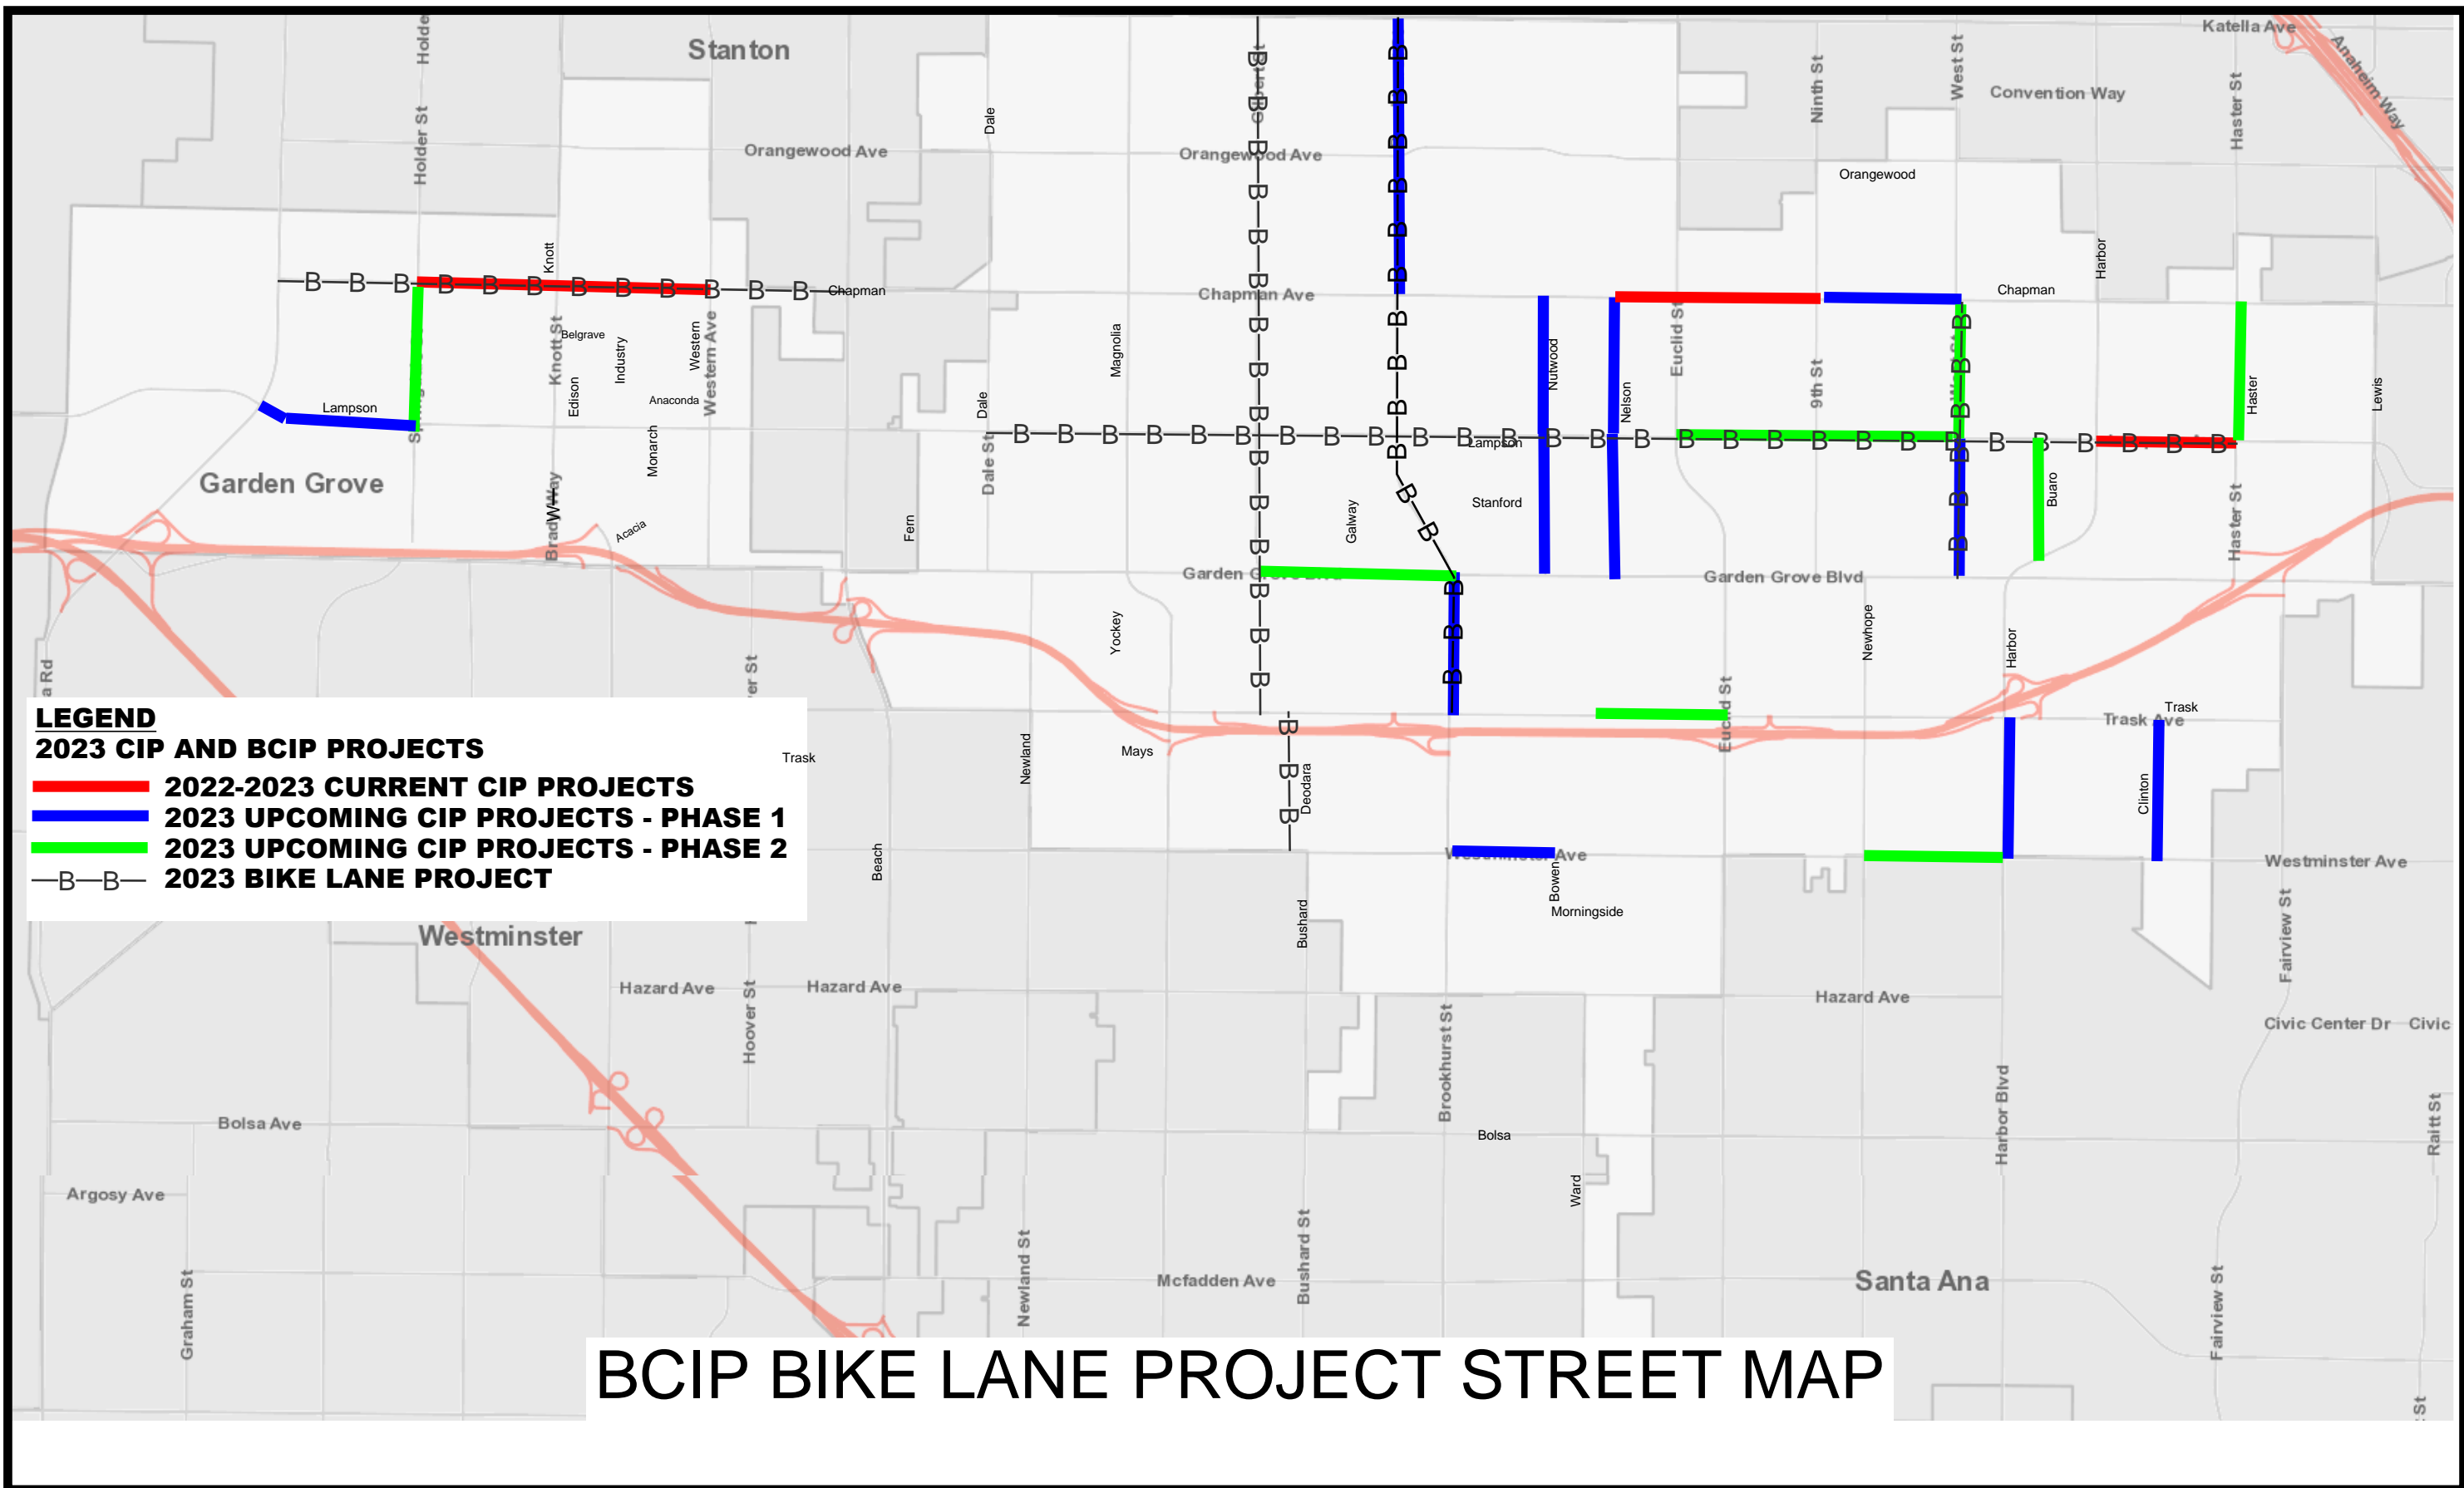 Stanton
Katella Ave
Anaheim Way
Convention Way
West St
Ninth St
Haster St
Holder St
Dale
Orangewood Ave
Orangewood Ave
Orangewood
Knott
Harbor
Chapman
Chapman Ave
Chapman
Belgrave
Knott St
Industry
Western
Western Ave
Magnolia
Nutwood
Euclid St
9th St
Edison
Anaconda
Dale
Lampson
Nelson
Haster
Lewis
Monarch
Lampson
Dale St
Garden Grove
Stanford
Galway
Buaro
Haster St
Fern
Acacia
Garden Grove Blvd
Yockey
Newhope
Harbor
LEGEND
2023 CIP AND BCIP PROJECTS
2022-2023 CURRENT CIP PROJECTS
2023 UPCOMING CIP PROJECTS - PHASE 1
2023 UPCOMING CIP PROJECTS - PHASE 2
—B—B— 2023 BIKE LANE PROJECT
Trask
Trask Ave
Euclid St
Trask
Newland
Mays
Deodara
Clinton
Beach
Westminster Ave
Bowen
Morningside
Westminster Ave
Bushard
Fairview St
Westminster
Hazard Ave
Hazard Ave
Hazard Ave
Hoover St
Civic Center Dr
Civic
Brookhurst St
Harbor Blvd
Bolsa Ave
Bolsa
Raitt St
Argosy Ave
Ward
Graham St
Newland St
Bushard St
Mcfadden Ave
Santa Ana
Fairview St
BCIP BIKE LANE PROJECT STREET MAP